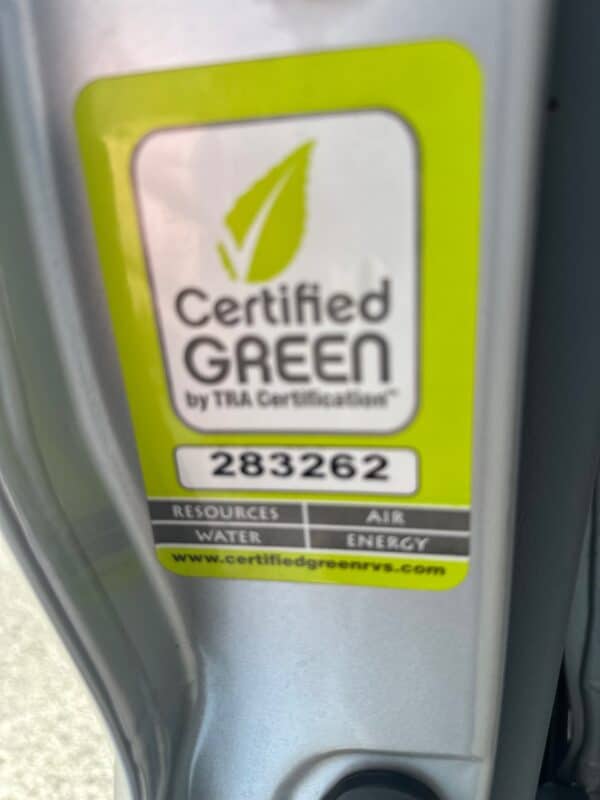 Certified
GREEN
by TRA Certification™
283262
RESOURCES AIR
WATER ENERGY
www.certifiedgreenrvs.com